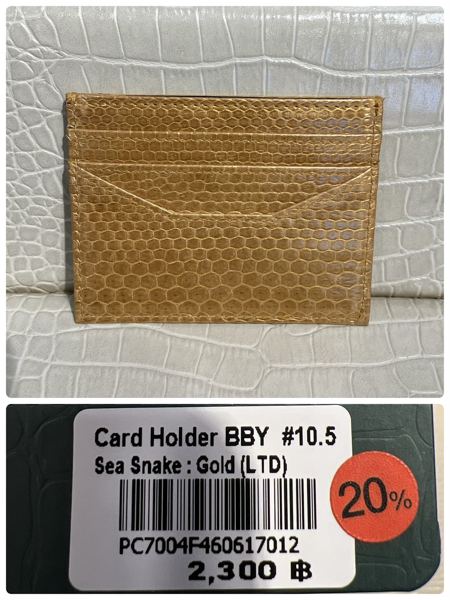 Card Holder BBY #10.5
Sea Snake : Gold (LTD)
20%
PC7004F460617012
2,300 ฿